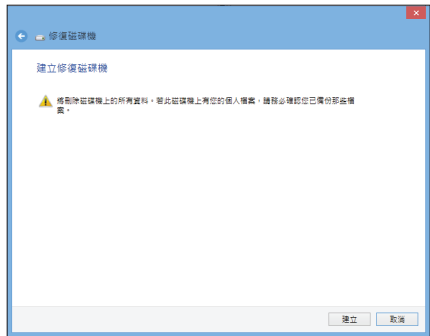 修復磁碟機
建立修復磁碟機
將刪除磁碟機上的所有資料。若此磁碟機上有您的個人檔案，請務必確認您已備份那些檔
案。
建立
取消